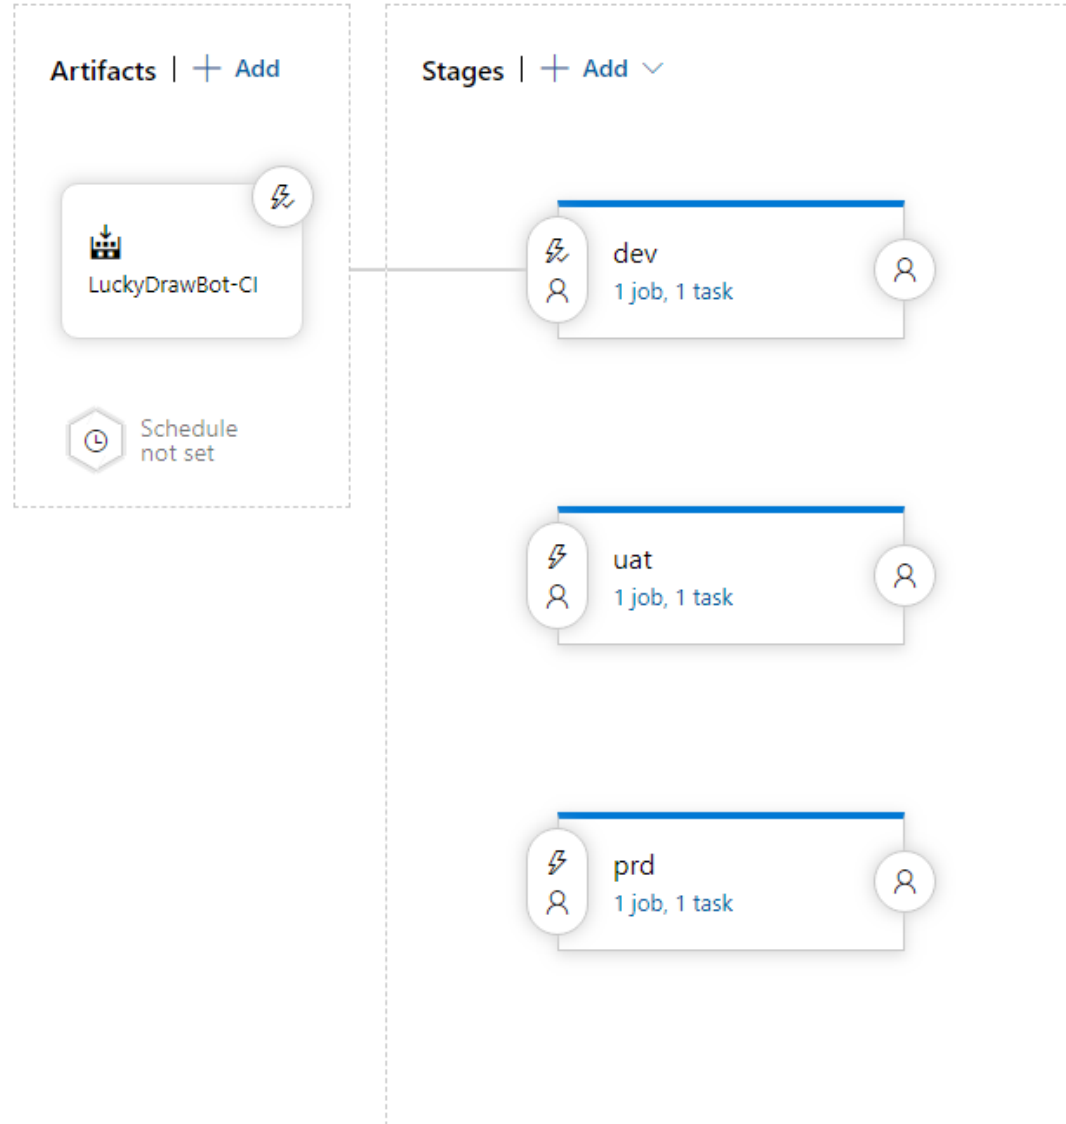 Artifacts | + Add
Stages | + Add
LuckyDrawBot-CI
Schedule
not set
dev
1 job, 1 task
uat
1 job, 1 task
prd
1 job, 1 task